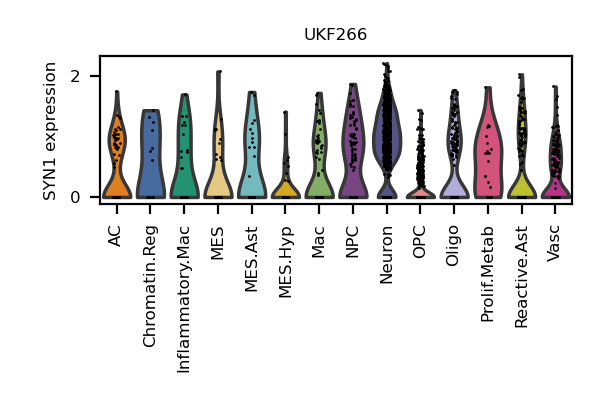 UKF266
SYN1 expression
2
0
AC
Chromatin.Reg
Inflammatory.Mac
MES
MES.Ast
MES.Hyp
Mac
NPC
Neuron
OPC
Oligo
Prolif.Metab
Reactive.Ast
Vasc